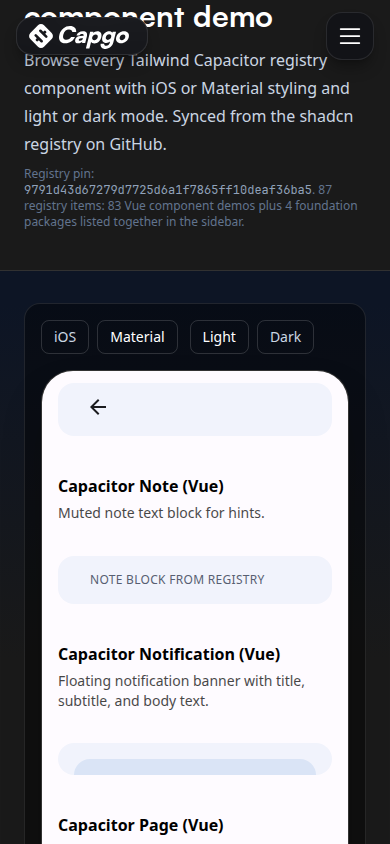 component demo
Capgo
Browse every Tailwind Capacitor registry
component with iOS or Material styling and
light or dark mode. Synced from the shadcn
registry on GitHub.
Registry pin:
9791d43d67279d7725d6a1f7865ff10deaf36ba5. 87
registry items: 83 Vue component demos plus 4 foundation
packages listed together in the sidebar.
iOS Material Light Dark
Capacitor Note (Vue)
Muted note text block for hints.
NOTE BLOCK FROM REGISTRY
Capacitor Notification (Vue)
Floating notification banner with title,
subtitle, and body text.
Capacitor Page (Vue)